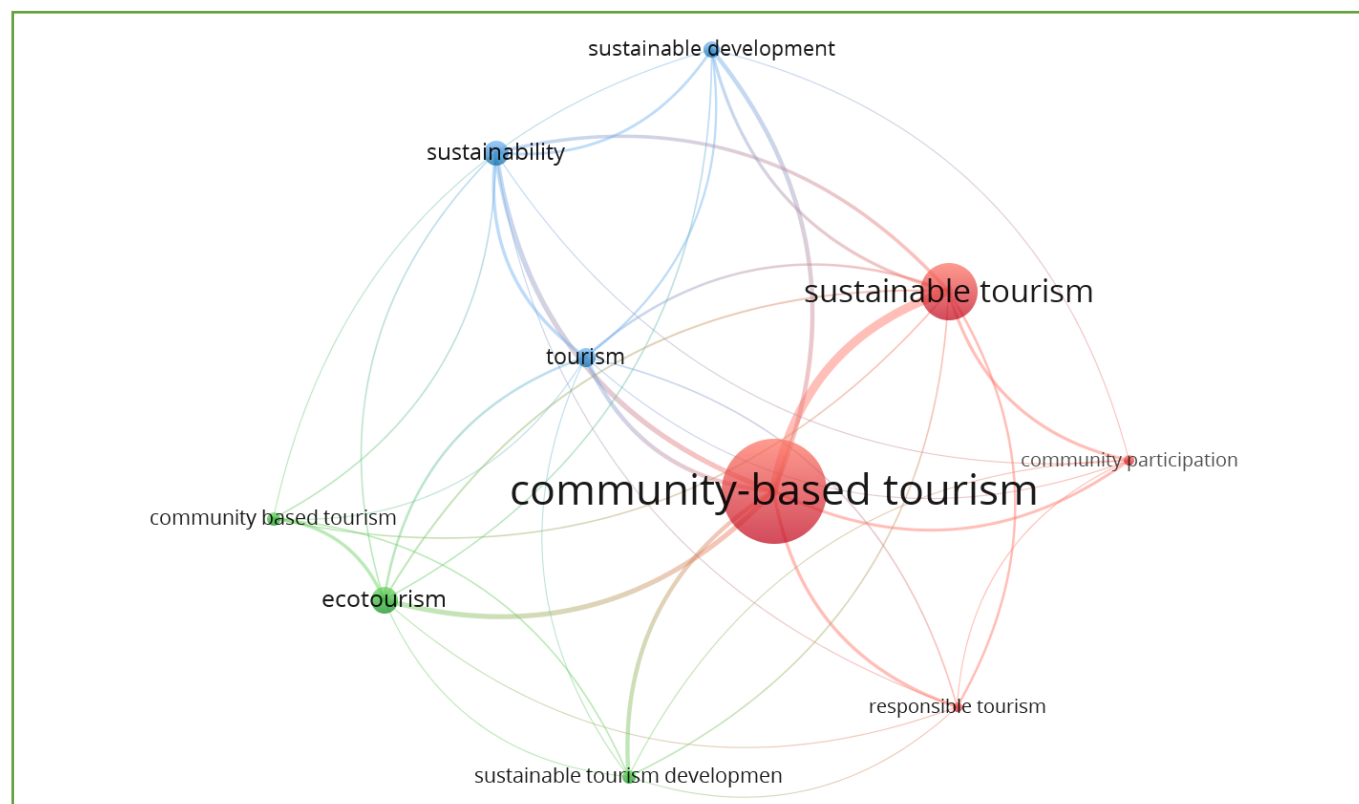 sustainable development
sustainability
sustainable tourism
tourism
community participation
community-based tourism
community based tourism
ecotourism
responsible tourism
sustainable tourism developmen